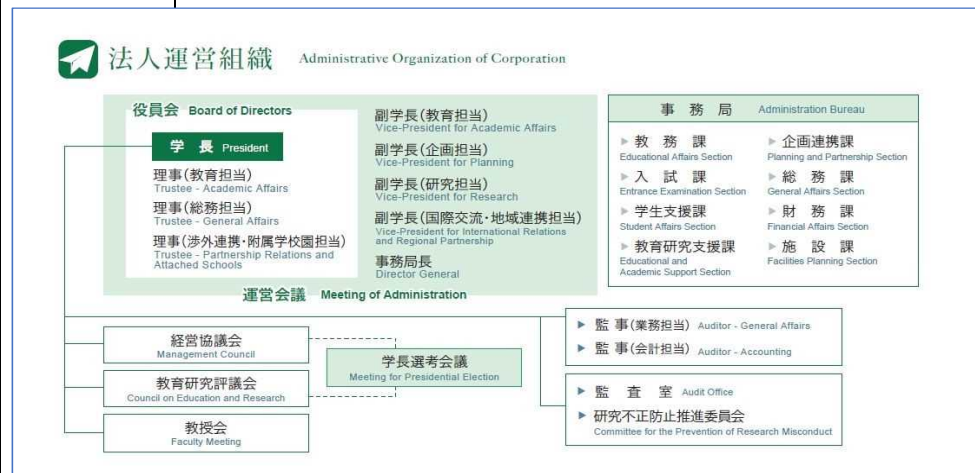 法人運営組織 Administrative Organization of Corporation
役員会 Board of Directors
学 長 President
理事(教育担当)
Trustee - Academic Affairs
理事(総務担当)
Trustee - General Affairs
理事(渉外連携・附属学校園担当)
Trustee - Partnership Relations and
Attached Schools
副学長(教育担当)
Vice-President for Academic Affairs
副学長(企画担当)
Vice-President for Planning
副学長(研究担当)
Vice-President for Research
副学長(国際交流・地域連携担当)
Vice-President for International Relations
and Regional Partnership
事務局長
Director General
運営会議 Meeting of Administration
事 務 局 Administration Bureau
教 務 課
Educational Affairs Section
入 試 課
Entrance Examination Section
学生支援課
Student Affairs Section
教育研究支援課
Educational and
Academic Support Section
企画連携課
Planning and Partnership Section
総 務 課
General Affairs Section
財 務 課
Financial Affairs Section
施 設 課
Facilities Planning Section
経営協議会
Management Council
教育研究評議会
Council on Education and Research
教授会
Faculty Meeting
学長選考会議
Meeting for Presidential Election
監 事(業務担当) Auditor - General Affairs
監 事(会計担当) Auditor - Accounting
監 査 室 Audit Office
研究不正防止推進委員会
Committee for the Prevention of Research Misconduct